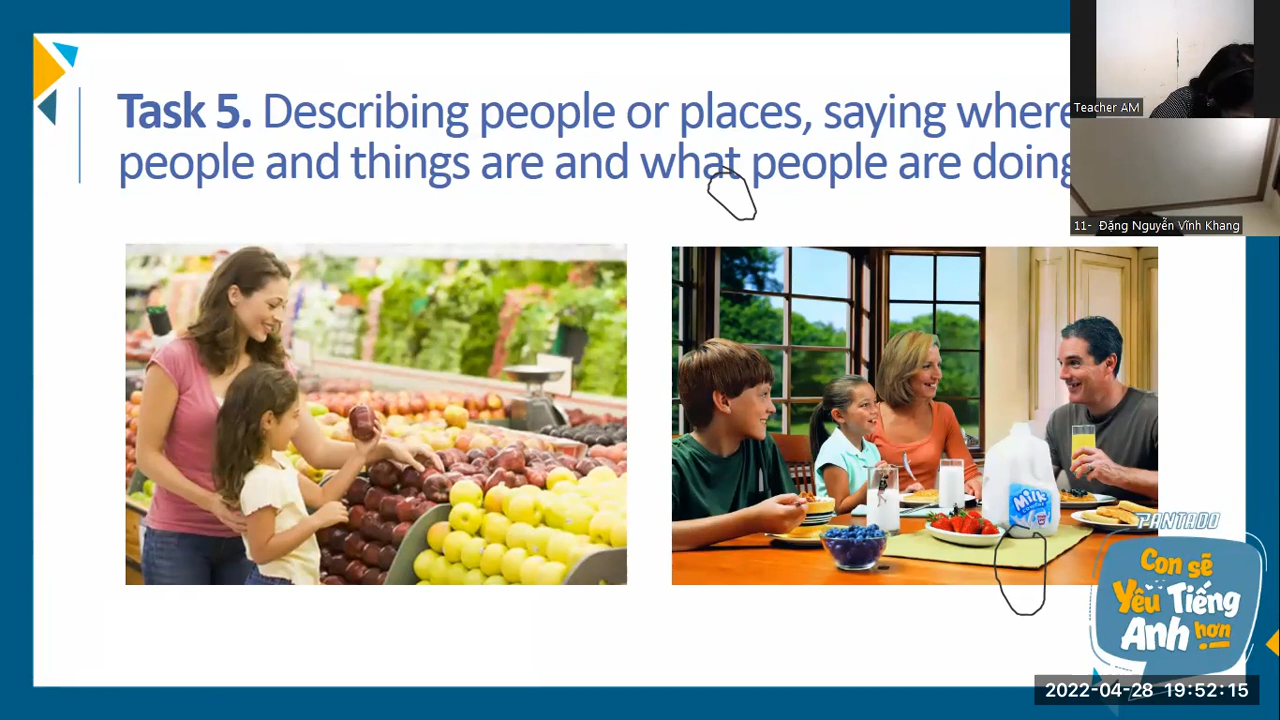 Task 5. Describing people or places, saying where
people and things are and what people are doing
Teacher AM
11- Đặng Nguyễn Vĩnh Khang
Milk
PANTADO
Con sẽ
Yêu Tiếng
Anh hơn
2022-04-28 19:52:15